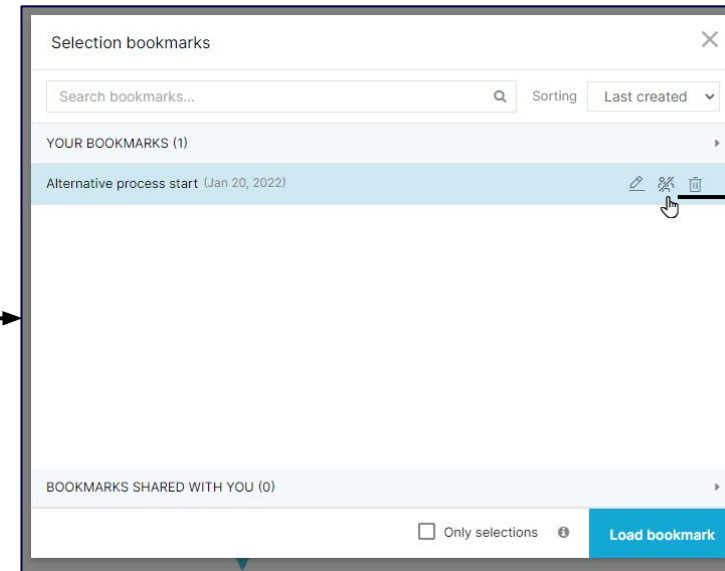 Selection bookmarks
Search bookmarks...
Sorting
Last created
YOUR BOOKMARKS (1)
Alternative process start (Jan 20, 2022)
BOOKMARKS SHARED WITH YOU (0)
Only selections
Load bookmark